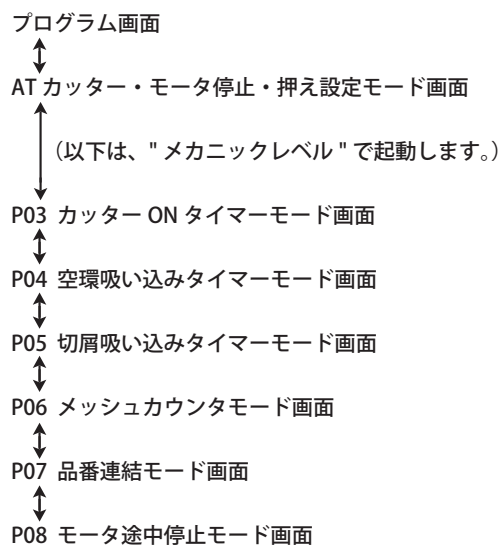 プログラム画面
AT カッター・モータ停止・押え設定モード画面
（以下は、" メカニックレベル " で起動します。）
P03 カッター ON タイマーモード画面
P04 空環吸い込みタイマーモード画面
P05 切屑吸い込みタイマーモード画面
P06 メッシュカウンタモード画面
P07 品番連結モード画面
P08 モータ途中停止モード画面